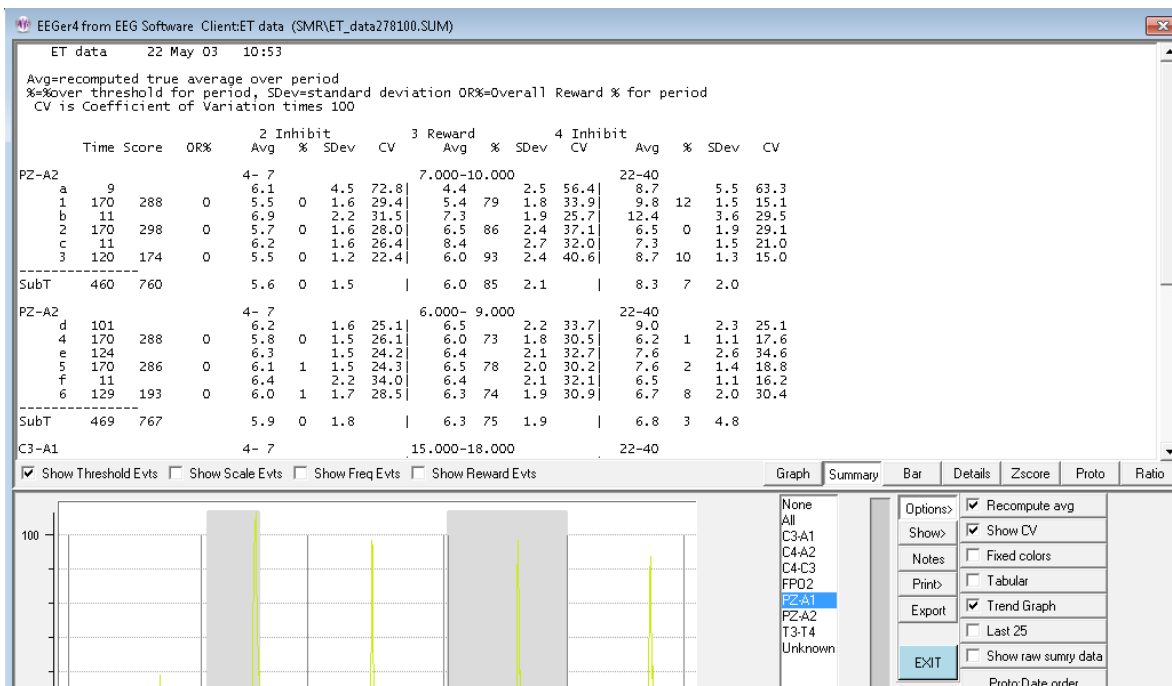 EEGer4 from EEG Software Client:ET data (SMR\ET_data278100.SUM)
ET data 22 May 03 10:53
Avg=recomputed true average over period
%=%over threshold for period, SDev=standard deviation OR%=Overall Reward % for period
CV is Coefficient of Variation times 100
2 Inhibit 3 Reward 4 Inhibit
Time Score OR% Avg % SDev CV Avg % SDev CV Avg % SDev CV
PZ-A2 4- 7 7.000-10.000 22-40
a 9 6.1 4.5 72.8| 4.4 2.5 56.4| 8.7 5.5 63.3
1 170 288 0 5.5 0 1.6 29.4| 5.4 79 1.8 33.9| 9.8 12 1.5 15.1
b 11 6.9 2.2 31.5| 7.3 1.9 25.7| 12.4 3.6 29.5
2 170 298 0 5.7 0 1.6 28.0| 6.5 86 2.4 37.1| 6.5 0 1.9 29.1
c 11 6.2 1.6 26.4| 8.4 2.7 32.0| 7.3 1.5 21.0
3 120 174 0 5.5 0 1.2 22.4| 6.0 93 2.4 40.6| 8.7 10 1.3 15.0
----------------
SubT 460 760 5.6 0 1.5 | 6.0 85 2.1 | 8.3 7 2.0
PZ-A2 4- 7 6.000- 9.000 22-40
d 101 6.2 1.6 25.1| 6.5 2.2 33.7| 9.0 2.3 25.1
4 170 288 0 5.8 0 1.5 26.1| 6.0 73 1.8 30.5| 6.2 1 1.1 17.6
e 124 6.3 1.5 24.2| 6.4 2.1 32.7| 7.6 2.6 34.6
5 170 286 0 6.1 1 1.5 24.3| 6.5 78 2.0 30.2| 7.6 2 1.4 18.8
f 11 6.4 2.2 34.0| 6.4 2.1 32.1| 6.5 1.1 16.2
6 129 193 0 6.0 1 1.7 28.5| 6.3 74 1.9 30.9| 6.7 8 2.0 30.4
----------------
SubT 469 767 5.9 0 1.8 | 6.3 75 1.9 | 6.8 3 4.8
C3-A1 4- 7 15.000-18.000 22-40
Show Threshold Evts Show Scale Evts Show Freq Evts Show Reward Evts Graph Summary Bar Details Zscore Proto Ratio
100
None
All
C3-A1
C4-A2
C4-C3
FPO2
PZ-A1
PZ-A2
T3-T4
Unknown
Options>
Show>
Notes
Print>
Export
EXIT
Recompute avg
Show CV
Fixed colors
Tabular
Trend Graph
Last 25
Show raw sumry data
Proto:Date order